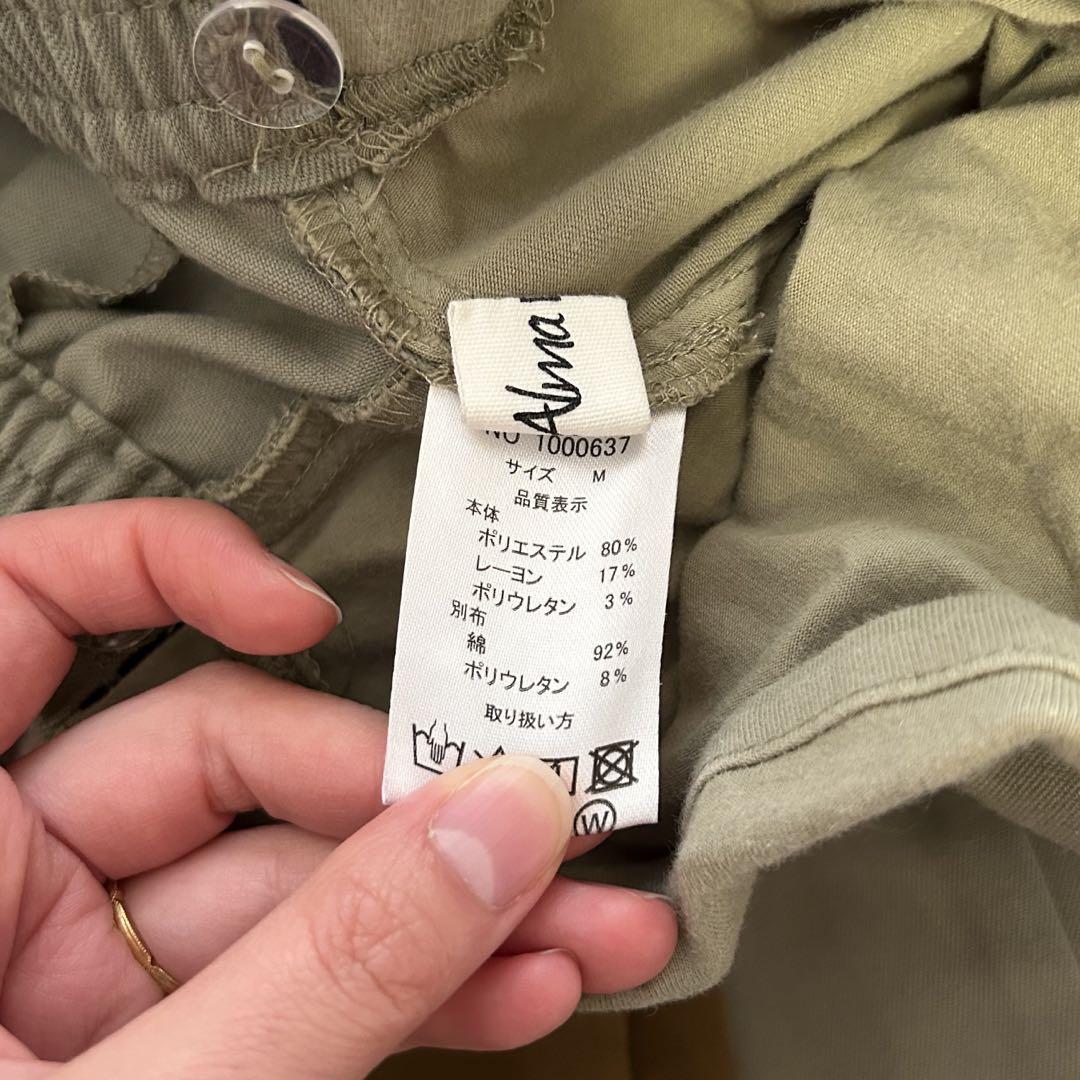 Alma
NO 1000637
サイズ M
品質表示
本体
ポリエステル 80%
レーヨン 17%
ポリウレタン 3%
別布
綿 92%
ポリウレタン 8%
取り扱い方
W